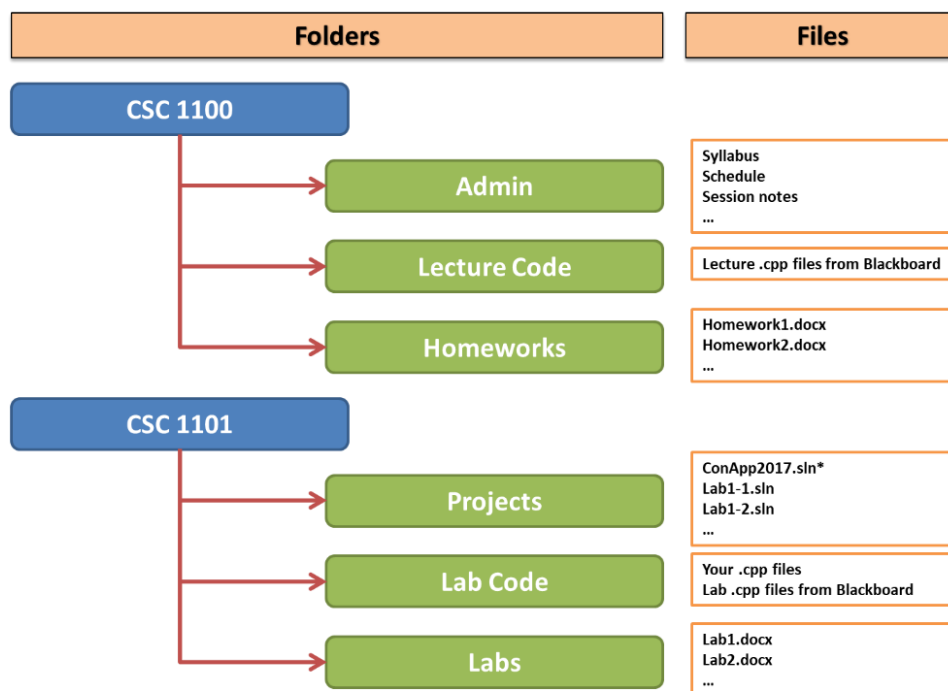 Folders
Files
CSC 1100
Admin
Syllabus
Schedule
Session notes
...
Lecture Code
Lecture .cpp files from Blackboard
Homeworks
Homework1.docx
Homework2.docx
...
CSC 1101
Projects
ConApp2017.sln*
Lab1-1.sln
Lab1-2.sln
...
Lab Code
Your .cpp files
Lab .cpp files from Blackboard
Labs
Lab1.docx
Lab2.docx
...